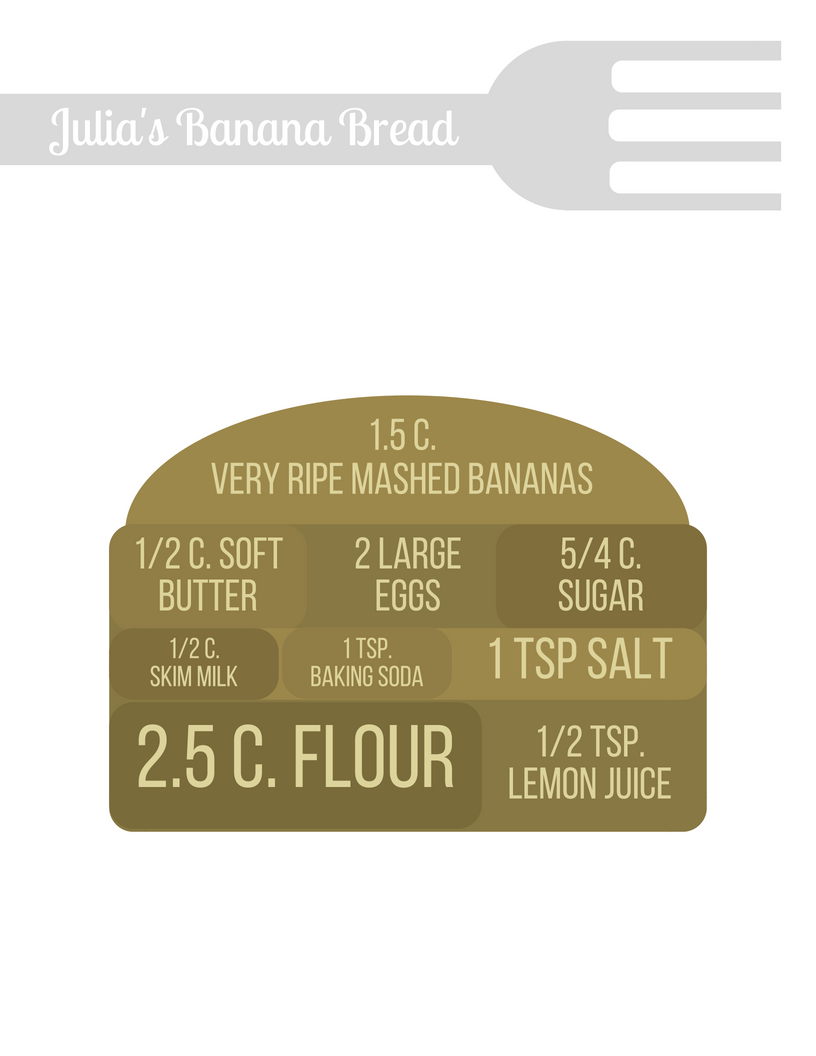 Julia's Banana Bread
1.5 C.
VERY RIPE MASHED BANANAS
1/2 C. SOFT
BUTTER
2 LARGE
EGGS
5/4 C.
SUGAR
1/2 C.
SKIM MILK
1 TSP.
BAKING SODA
1 TSP SALT
2.5 C. FLOUR
1/2 TSP.
LEMON JUICE